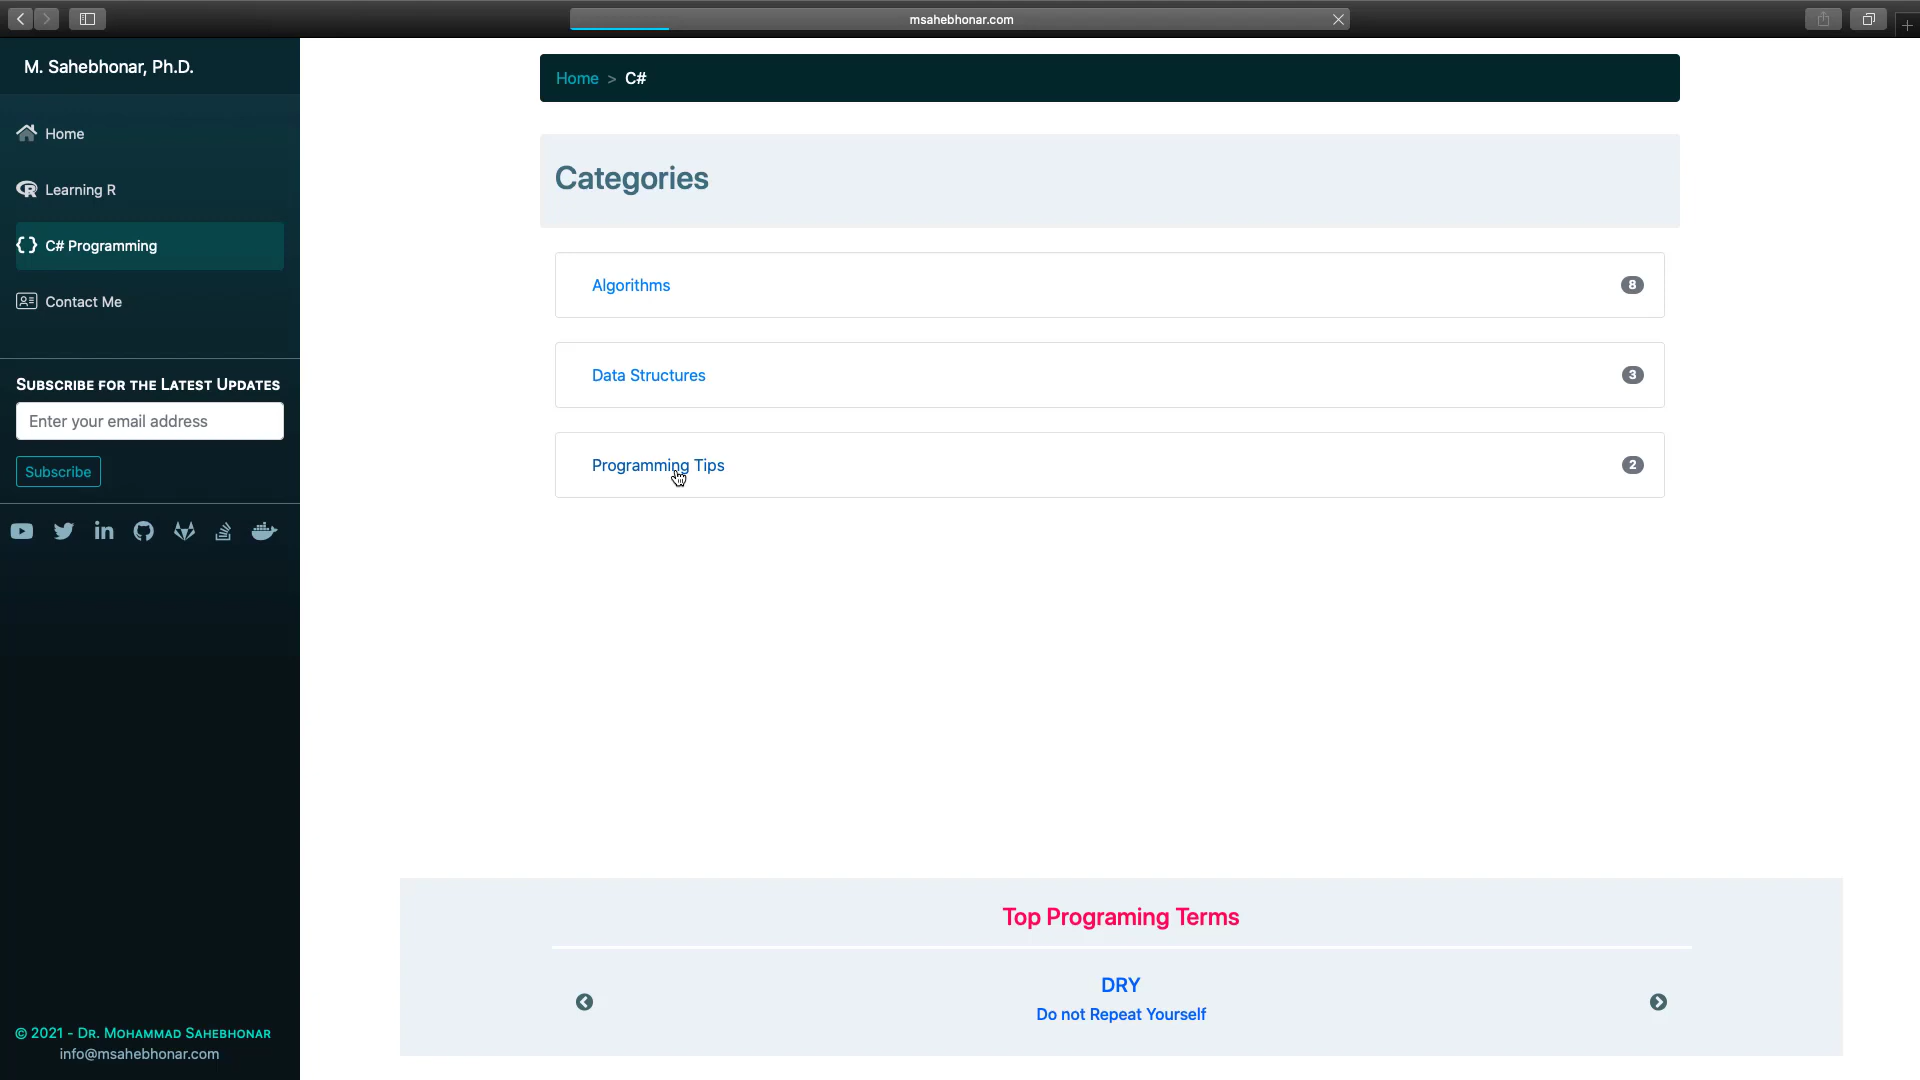 msahebhonar.com
M. Sahebhonar, Ph.D.
Home
Learning R
C# Programming
Contact Me
Subscribe for the Latest Updates
Enter your email address
Subscribe
© 2021 - Dr. Mohammad Sahebhonar
info@msahebhonar.com
Home > C#
Categories
Algorithms 8
Data Structures 3
Programming Tips 2
Top Programing Terms
DRY
Do not Repeat Yourself